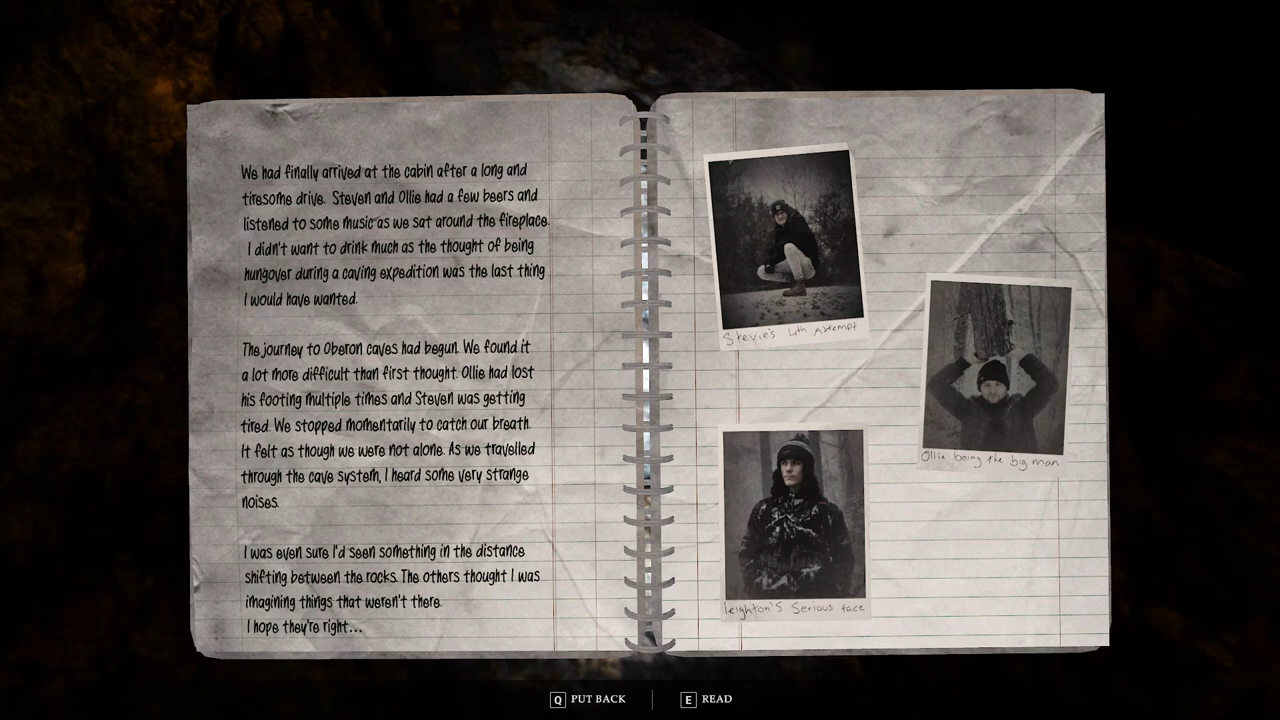 We had finally arrived at the cabin after a long and
tiresome drive. Steven and Ollie had a few beers and
listened to some music as we sat around the fireplace.
I didn't want to drink much as the thought of being
hungover during a caving expedition was the last thing
I would have wanted.
The journey to Oberon caves had begun. We found it
a lot more difficult than first thought. Ollie had lost
his footing multiple times and Steven was getting
tired. We stopped momentarily to catch our breath.
It felt as though we were not alone. As we travelled
through the cave system, I heard some very strange
noises.
I was even sure I'd seen something in the distance
shifting between the rocks. The others thought I was
imagining things that weren't there.
I hope they're right...
Stevie's 4th Attempt
Ollie being the big man
leighton's Serious face
Q PUT BACK
E READ